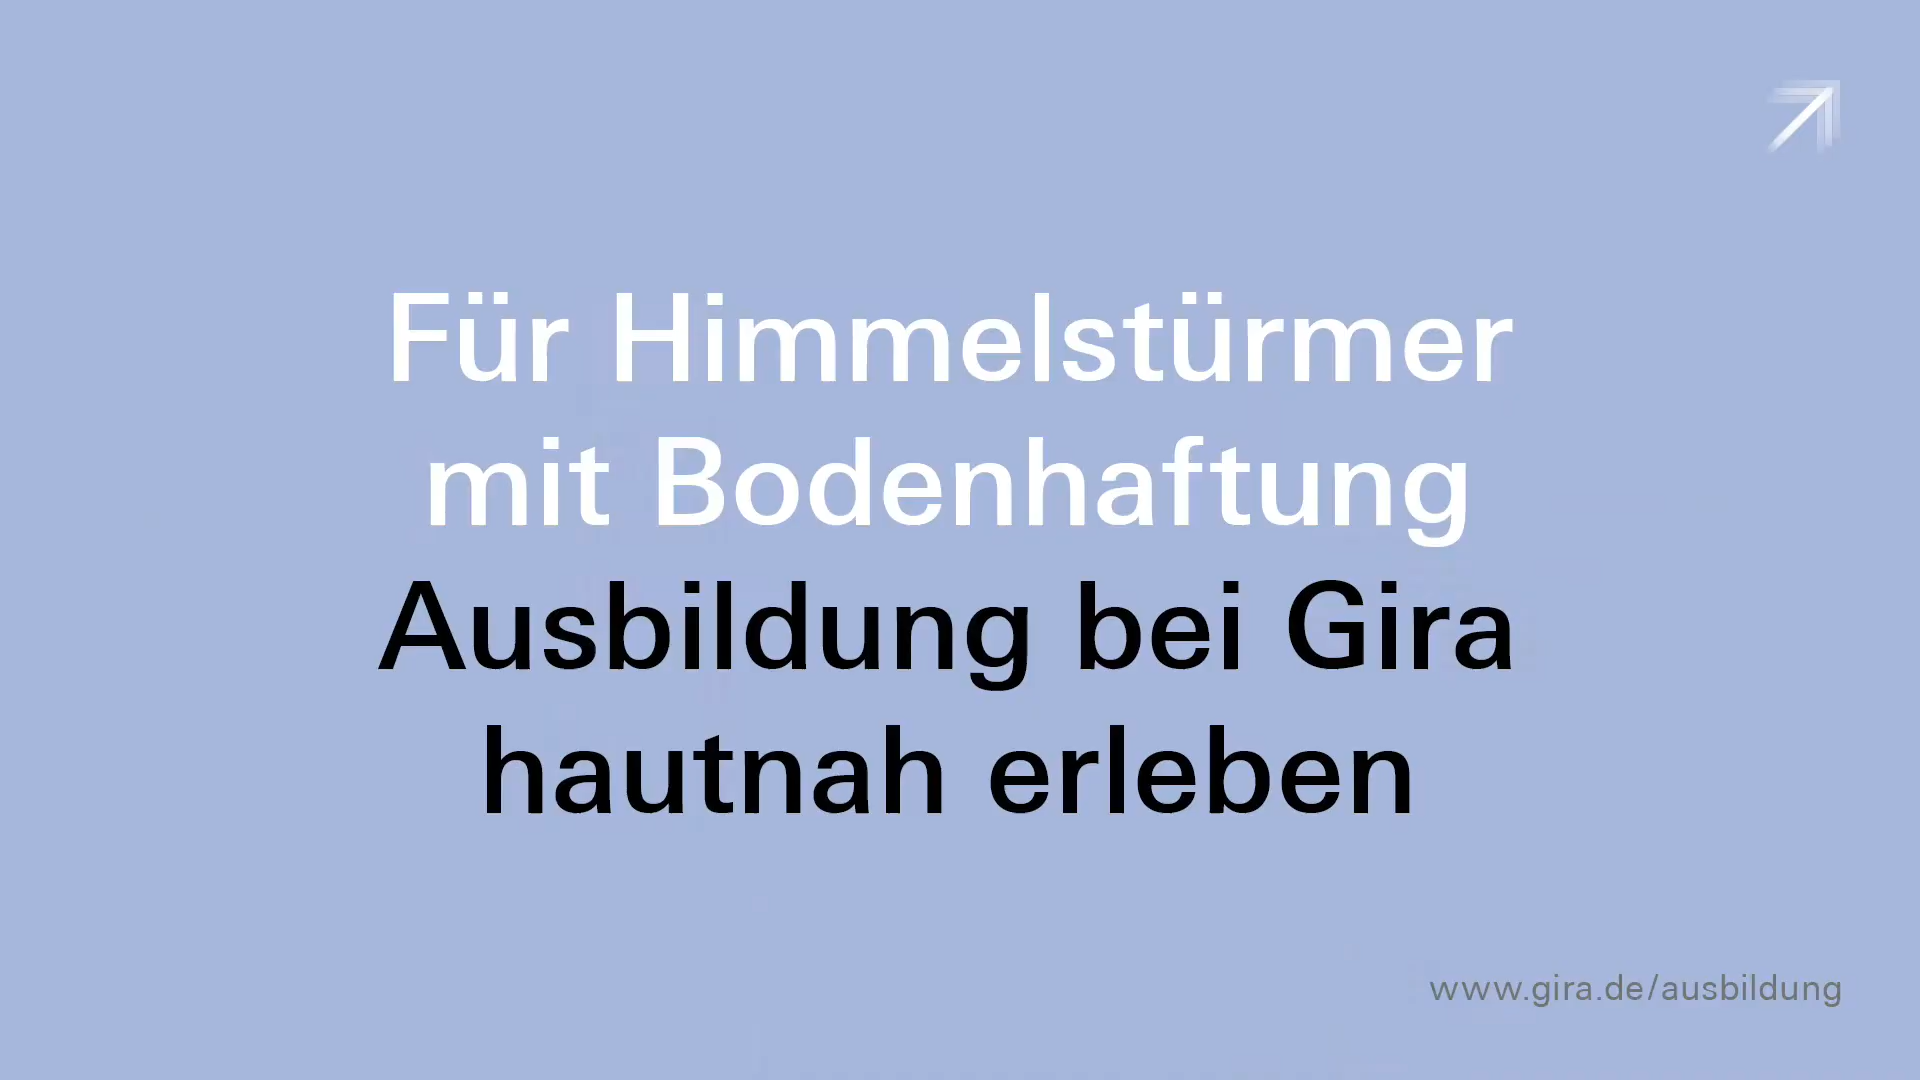 Für Himmelstürmer
mit Bodenhaftung
Ausbildung bei Gira
hautnah erleben
www.gira.de/ausbildung